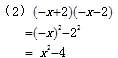 (2) (−x+2)(−x−2)
=(−x)²−2²
= x²−4